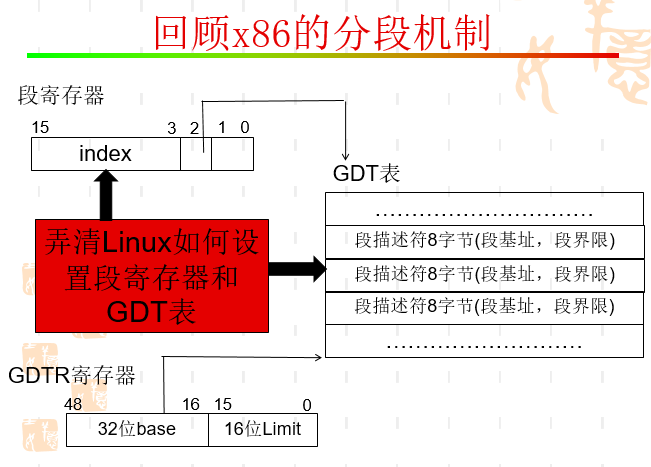 回顾x86的分段机制
段寄存器
15 3 2 1 0
index
GDT表
................................
段描述符8字节(段基址，段界限)
段描述符8字节(段基址，段界限)
段描述符8字节(段基址，段界限)
............................
弄清Linux如何设
置段寄存器和
GDT表
GDTR寄存器
48 16 15 0
32位base 16位Limit